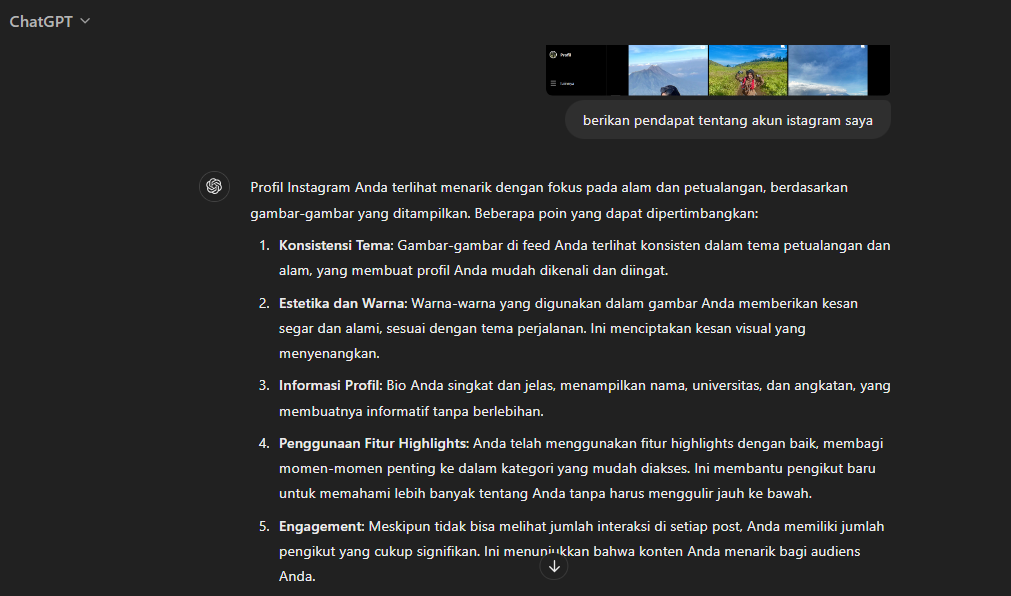 ChatGPT
Profil
Lainnya
berikan pendapat tentang akun istagram saya
Profil Instagram Anda terlihat menarik dengan fokus pada alam dan petualangan, berdasarkan
gambar-gambar yang ditampilkan. Beberapa poin yang dapat dipertimbangkan:
1. Konsistensi Tema: Gambar-gambar di feed Anda terlihat konsisten dalam tema petualangan dan
alam, yang membuat profil Anda mudah dikenali dan diingat.
2. Estetika dan Warna: Warna-warna yang digunakan dalam gambar Anda memberikan kesan
segar dan alami, sesuai dengan tema perjalanan. Ini menciptakan kesan visual yang
menyenangkan.
3. Informasi Profil: Bio Anda singkat dan jelas, menampilkan nama, universitas, dan angkatan, yang
membuatnya informatif tanpa berlebihan.
4. Penggunaan Fitur Highlights: Anda telah menggunakan fitur highlights dengan baik, membagi
momen-momen penting ke dalam kategori yang mudah diakses. Ini membantu pengikut baru
untuk memahami lebih banyak tentang Anda tanpa harus menggulir jauh ke bawah.
5. Engagement: Meskipun tidak bisa melihat jumlah interaksi di setiap post, Anda memiliki jumlah
pengikut yang cukup signifikan. Ini menunjukkan bahwa konten Anda menarik bagi audiens
Anda.